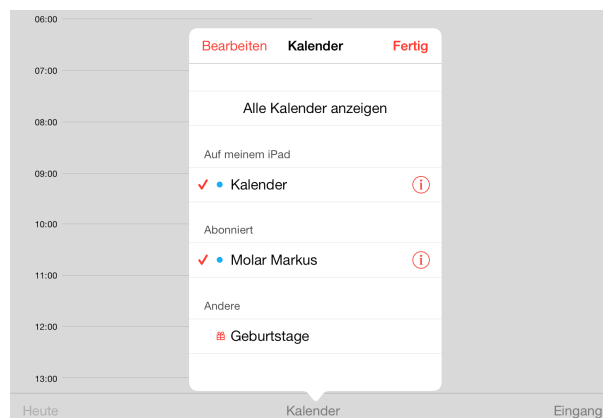 06:00
Bearbeiten Kalender Fertig
07:00
Alle Kalender anzeigen
08:00
Auf meinem iPad
09:00
Kalender
10:00
Abonniert
Molar Markus
11:00
Andere
12:00
Geburtstage
13:00
Heute Kalender Eingang